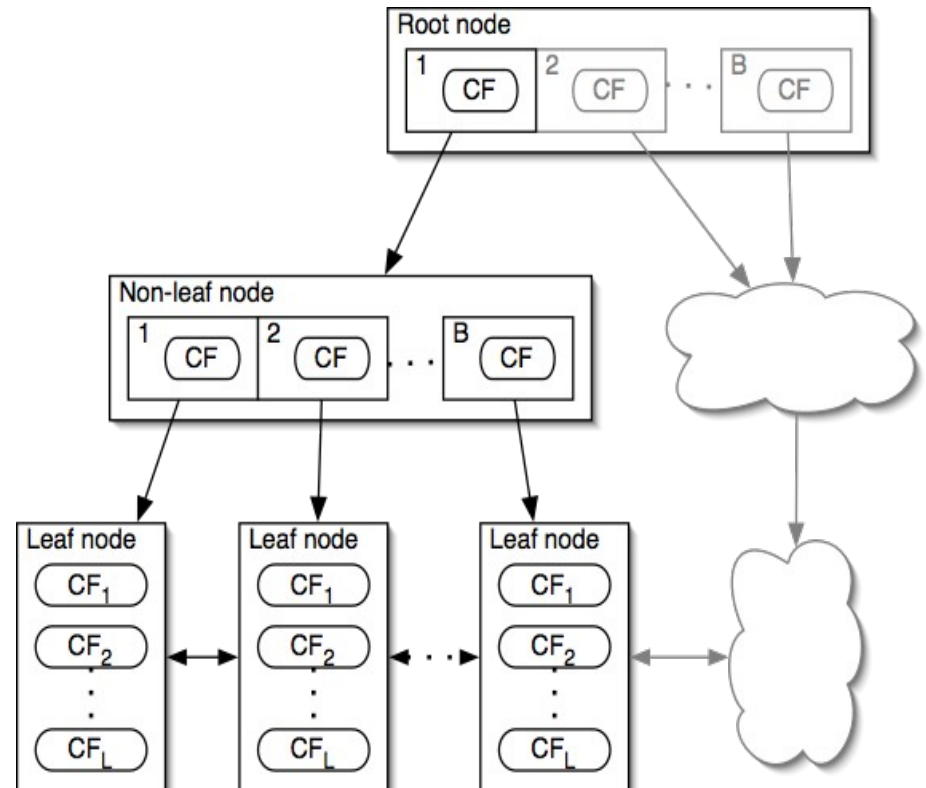 Root node
1 CF 2 CF . . . B CF
Non-leaf node
1 CF 2 CF . . . B CF
Leaf node Leaf node Leaf node
CF1 CF1 CF1
CF2 CF2 CF2
CFL CFL CFL